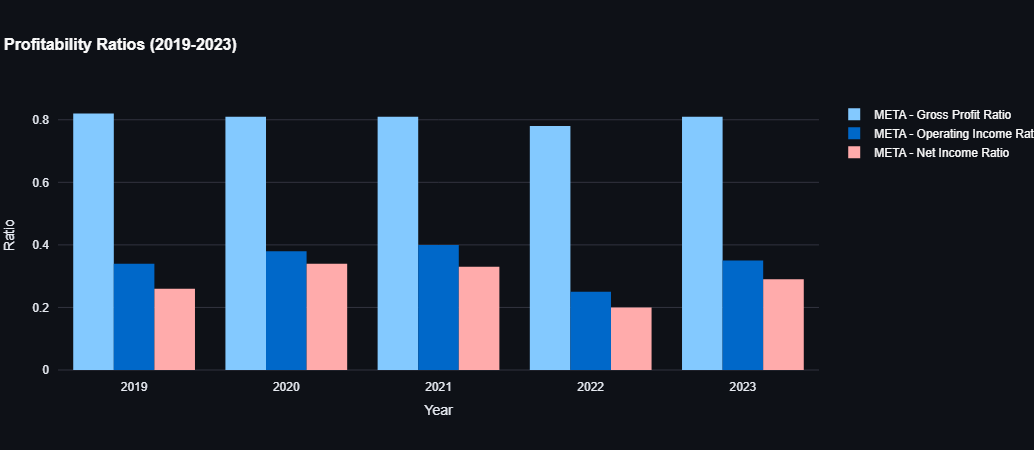 Profitability Ratios (2019-2023)
META - Gross Profit Ratio
META - Operating Income Rat
META - Net Income Ratio
Ratio
0.8
0.6
0.4
0.2
0
2019 2020 2021 2022 2023
Year